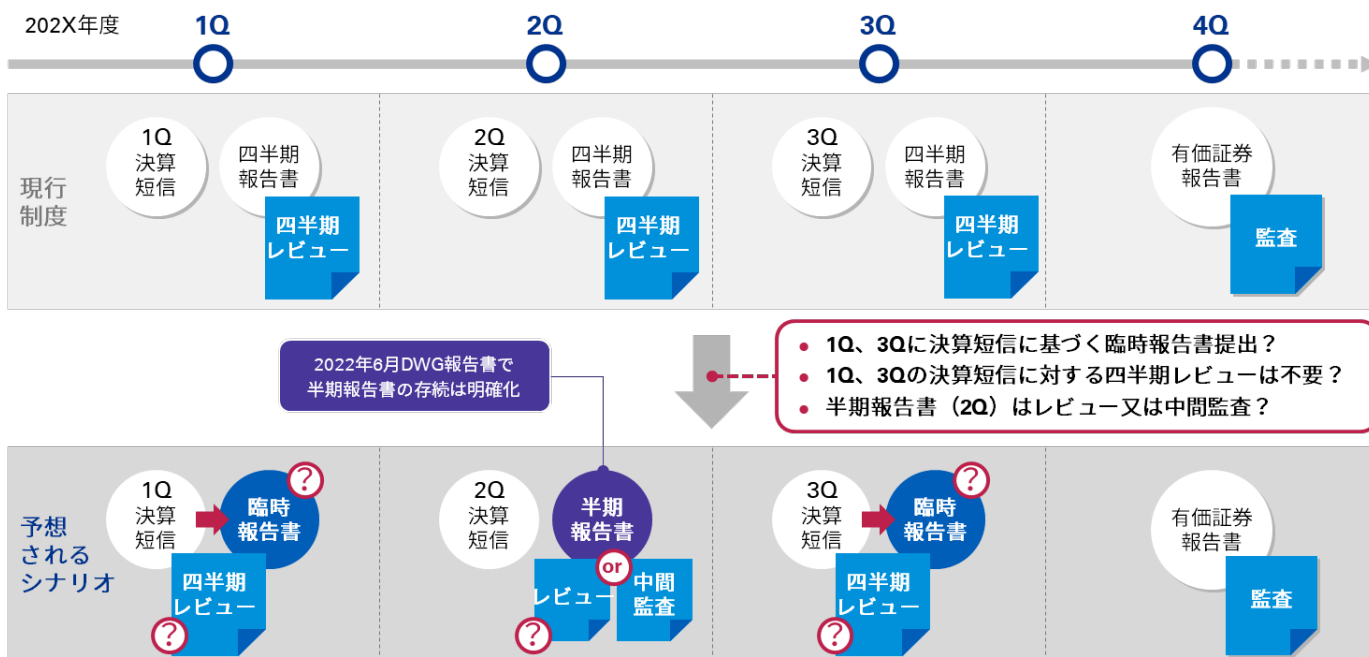 202X年度
1Q
2Q
3Q
4Q
現行
制度
1Q
決算
短信
四半期
報告書
四半期
レビュー
2Q
決算
短信
四半期
報告書
四半期
レビュー
3Q
決算
短信
四半期
報告書
四半期
レビュー
有価証券
報告書
監査
2022年6月DWG報告書で
半期報告書の存続は明確化
• 1Q、3Qに決算短信に基づく臨時報告書提出？
• 1Q、3Qの決算短信に対する四半期レビューは不要？
• 半期報告書（2Q）はレビュー又は中間監査？
予想
される
シナリオ
1Q
決算
短信
臨時
報告書
?
四半期
レビュー
?
2Q
決算
短信
半期
報告書
or
レビュー
?
中間
監査
3Q
決算
短信
臨時
報告書
?
四半期
レビュー
?
有価証券
報告書
監査